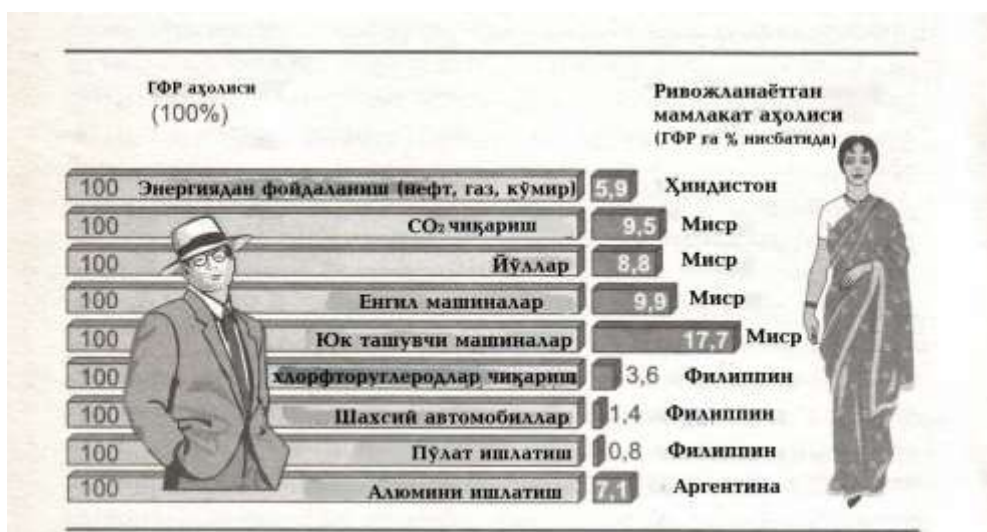 ГФР аҳолиси
(100%)
Ривожланаётган
мамлакат аҳолиси
(ГФР га % нисбатида)
100 Энергиядан фойдаланиш (нефт, газ, кўмир) 5,9 Ҳиндистон
100 CO₂ чиқариш 9,5 Миср
100 Йўллар 8,8 Миср
100 Енгил машиналар 9,9 Миср
100 Юк ташувчи машиналар 17,7 Миср
100 хлорфторуглеродлар чиқариш 3,6 Филиппин
100 Шахсий автомобиллар 1,4 Филиппин
100 Пўлат ишлатиш 0,8 Филиппин
100 Алюмини ишлатиш 7,1 Аргентина